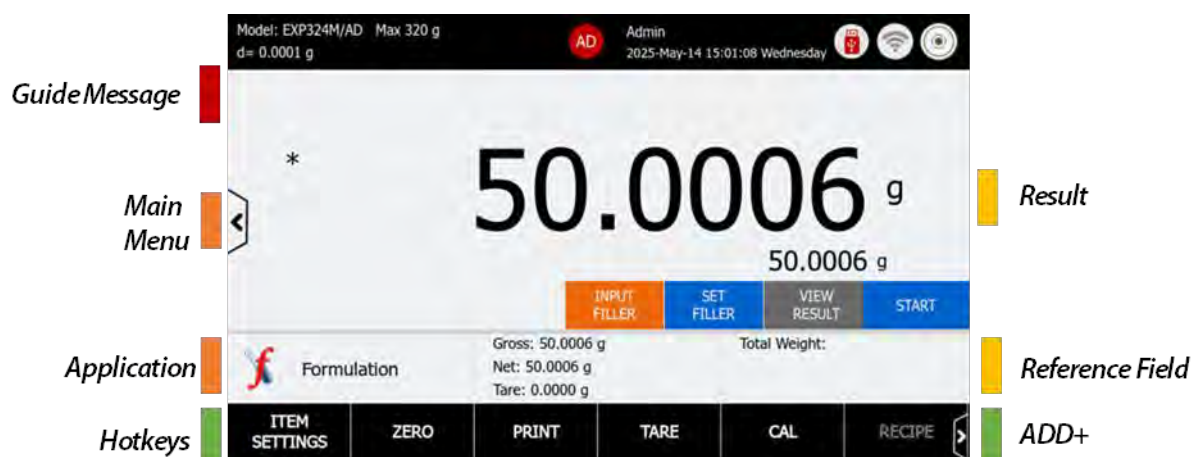 Model: EXP324M/AD Max 320 g
d= 0.0001 g
AD
Admin
2025-May-14 15:01:08 Wednesday
Guide Message
*
50.0006 g
Main
Menu
Result
50.0006 g
INPUT
FILLER
SET
FILLER
VIEW
RESULT
START
Application
f
Formulation
Gross: 50.0006 g
Net: 50.0006 g
Tare: 0.0000 g
Total Weight:
Reference Field
Hotkeys
ITEM
SETTINGS
ZERO
PRINT
TARE
CAL
RECIPE
ADD+